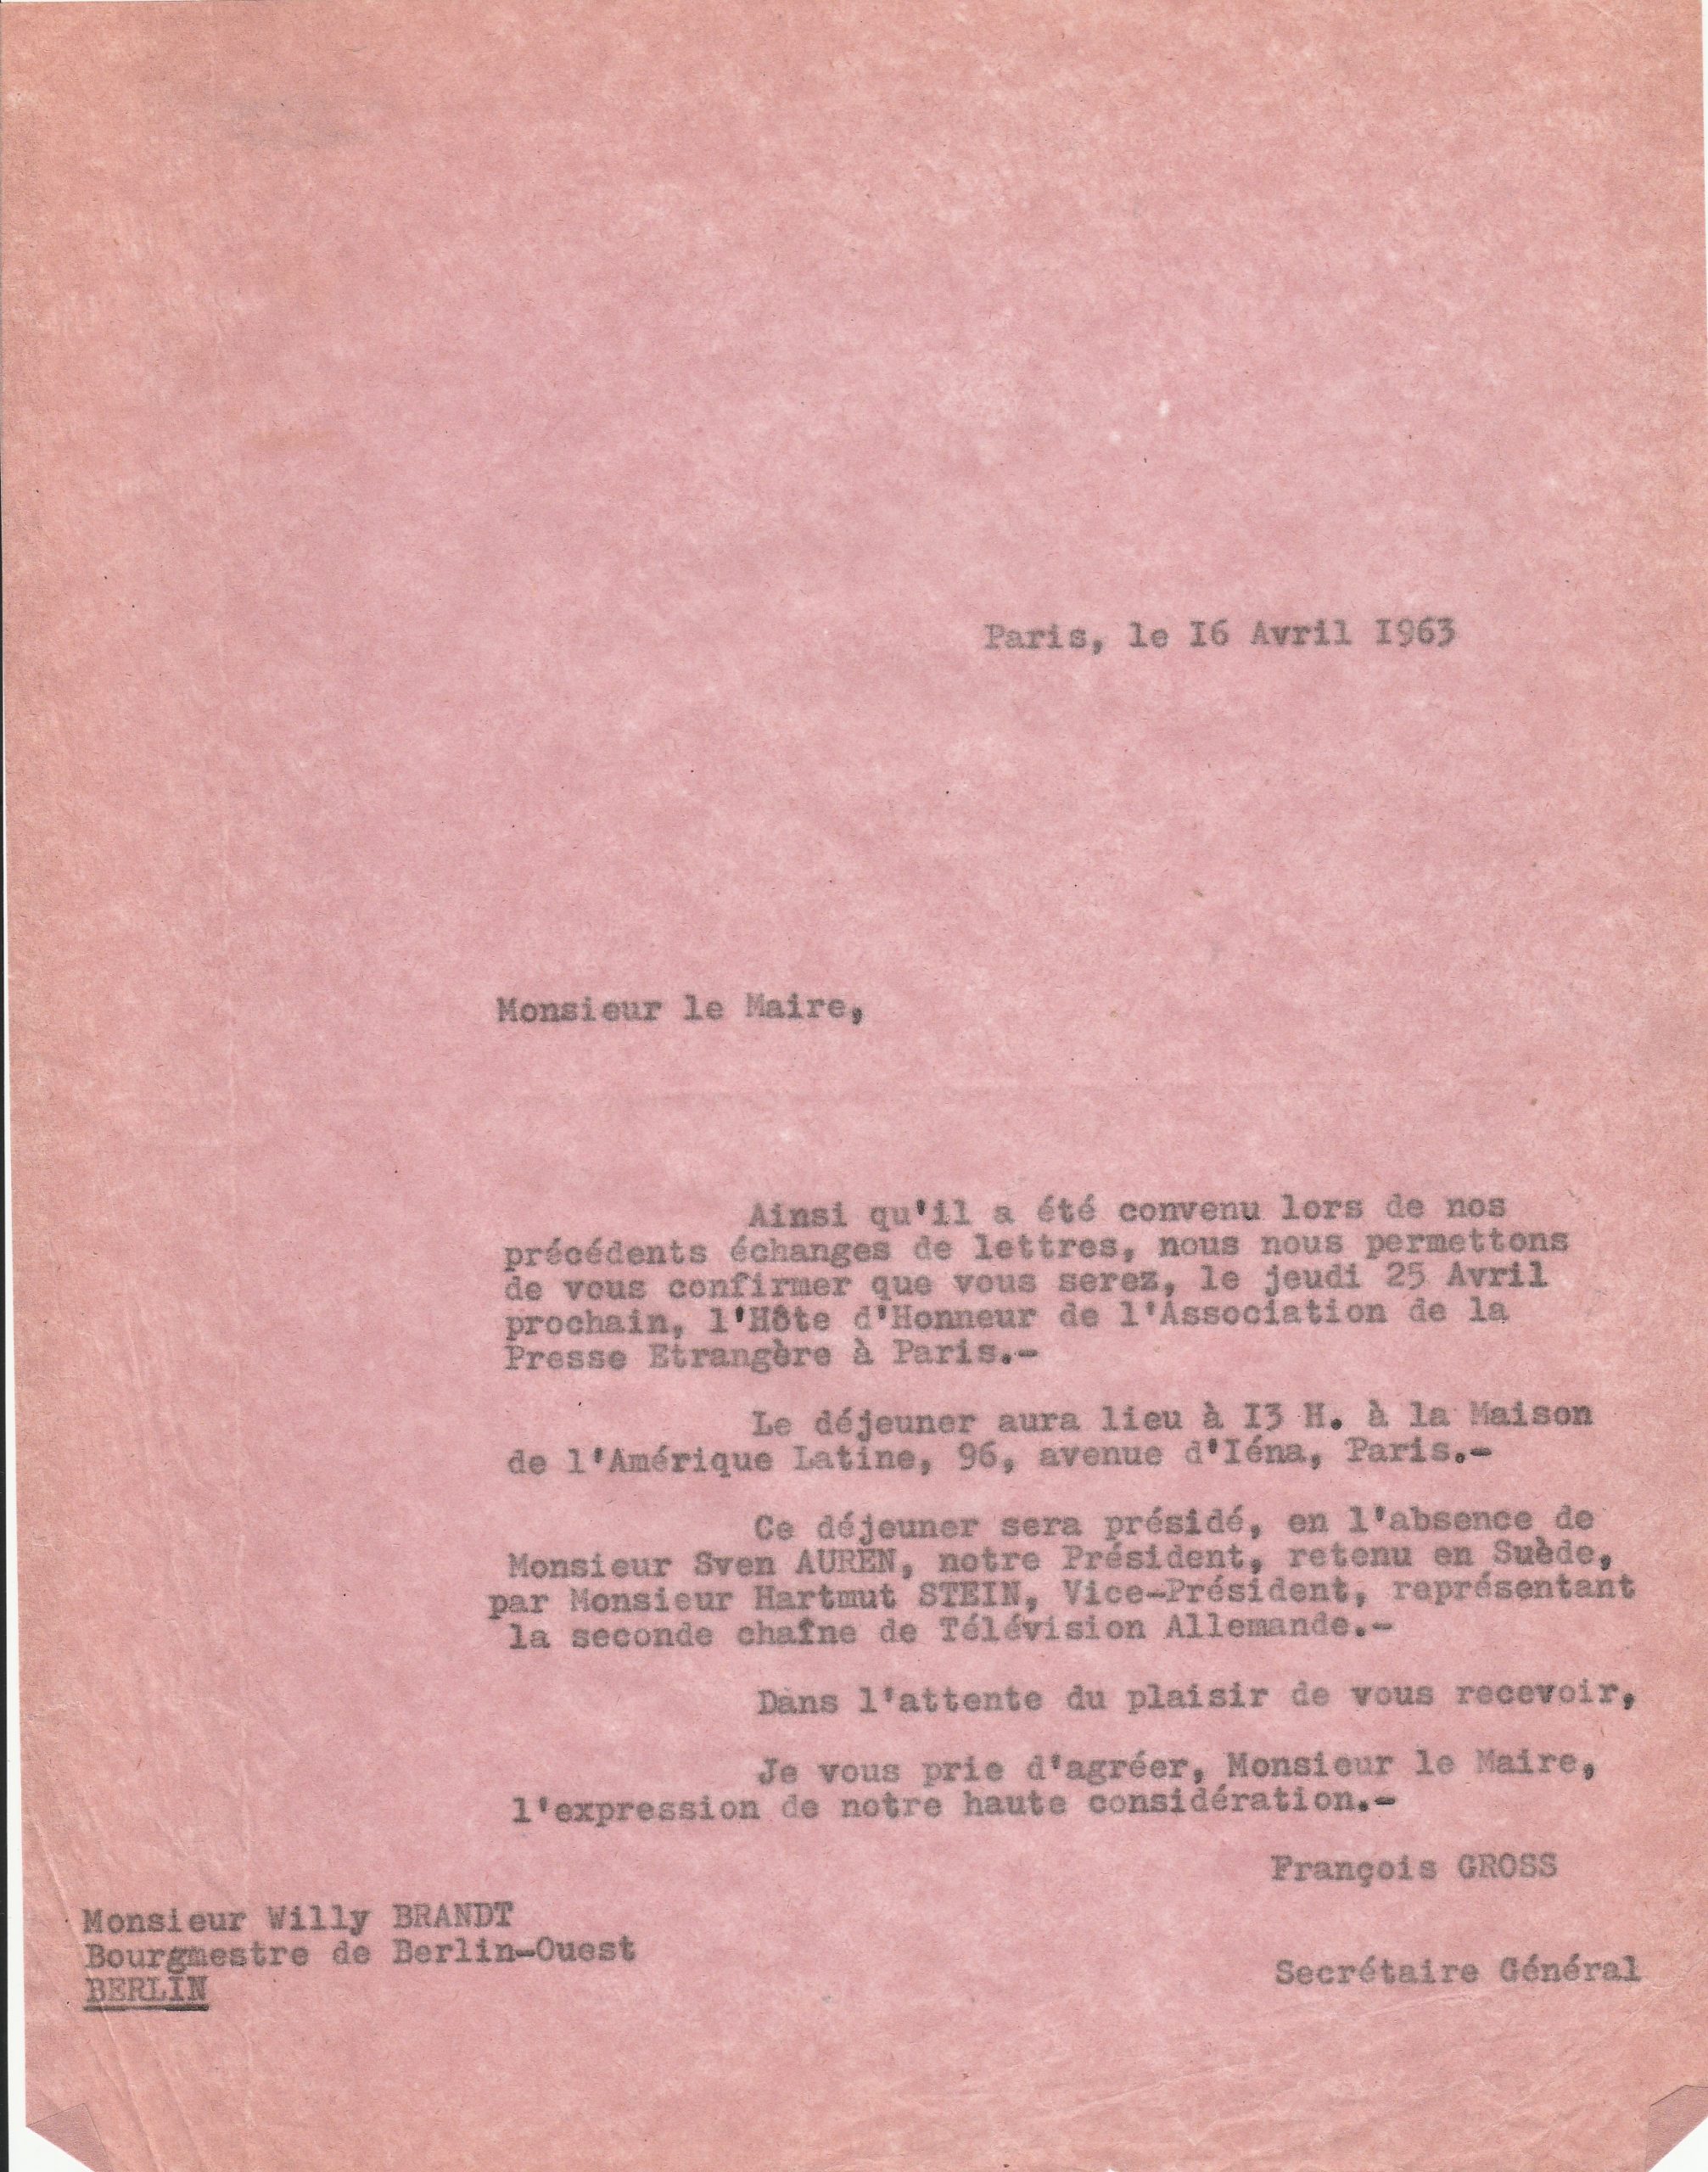 Paris, le I6 Avril I963
Monsieur le Maire,
Ainsi qu'il a été convenu lors de nos
précédents échanges de lettres, nous nous permettons
de vous confirmer que vous serez, le jeudi 25 Avril
prochain, l'Hôte d'Honneur de l'Association de la
Presse Etrangère à Paris.-
Le déjeuner aura lieu à I3 H. à la Maison
de l'Amérique Latine, 96, avenue d'Iéna, Paris.-
Ce déjeuner sera présidé, en l'absence de
Monsieur Sven AUREN, notre Président, retenu en Suède,
par Monsieur Hartmut STEIN, Vice-Président, représentant
la seconde chaîne de Télévision Allemande.-
Dans l'attente du plaisir de vous recevoir,
Je vous prie d'agréer, Monsieur le Maire,
l'expression de notre haute considération.-
François GROSS
Monsieur Willy BRANDT
Bourgmestre de Berlin-Ouest
BERLIN
Secrétaire Général